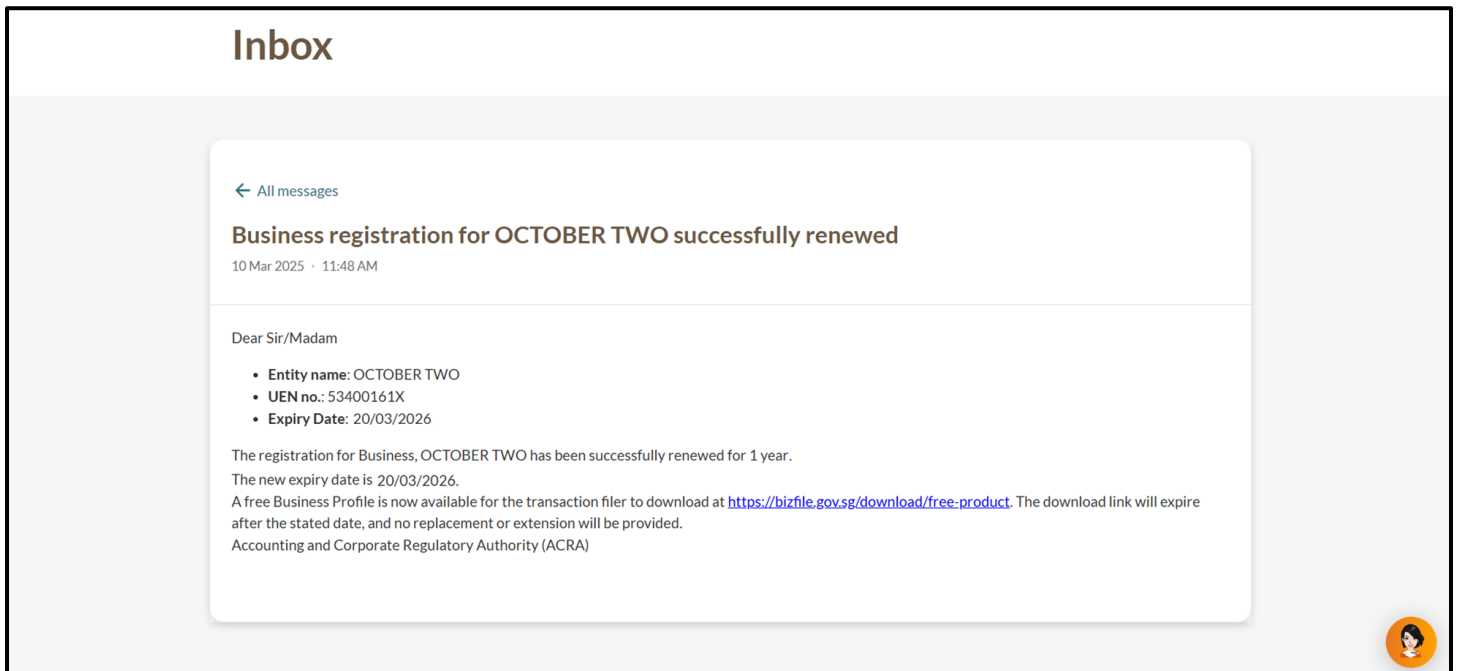 Inbox
← All messages
Business registration for OCTOBER TWO successfully renewed
10 Mar 2025 • 11:48 AM
Dear Sir/Madam
• Entity name: OCTOBER TWO
• UEN no.: 53400161X
• Expiry Date: 20/03/2026
The registration for Business, OCTOBER TWO has been successfully renewed for 1 year.
The new expiry date is 20/03/2026.
A free Business Profile is now available for the transaction filer to download at https://bizfile.gov.sg/download/free-product. The download link will expire
after the stated date, and no replacement or extension will be provided.
Accounting and Corporate Regulatory Authority (ACRA)